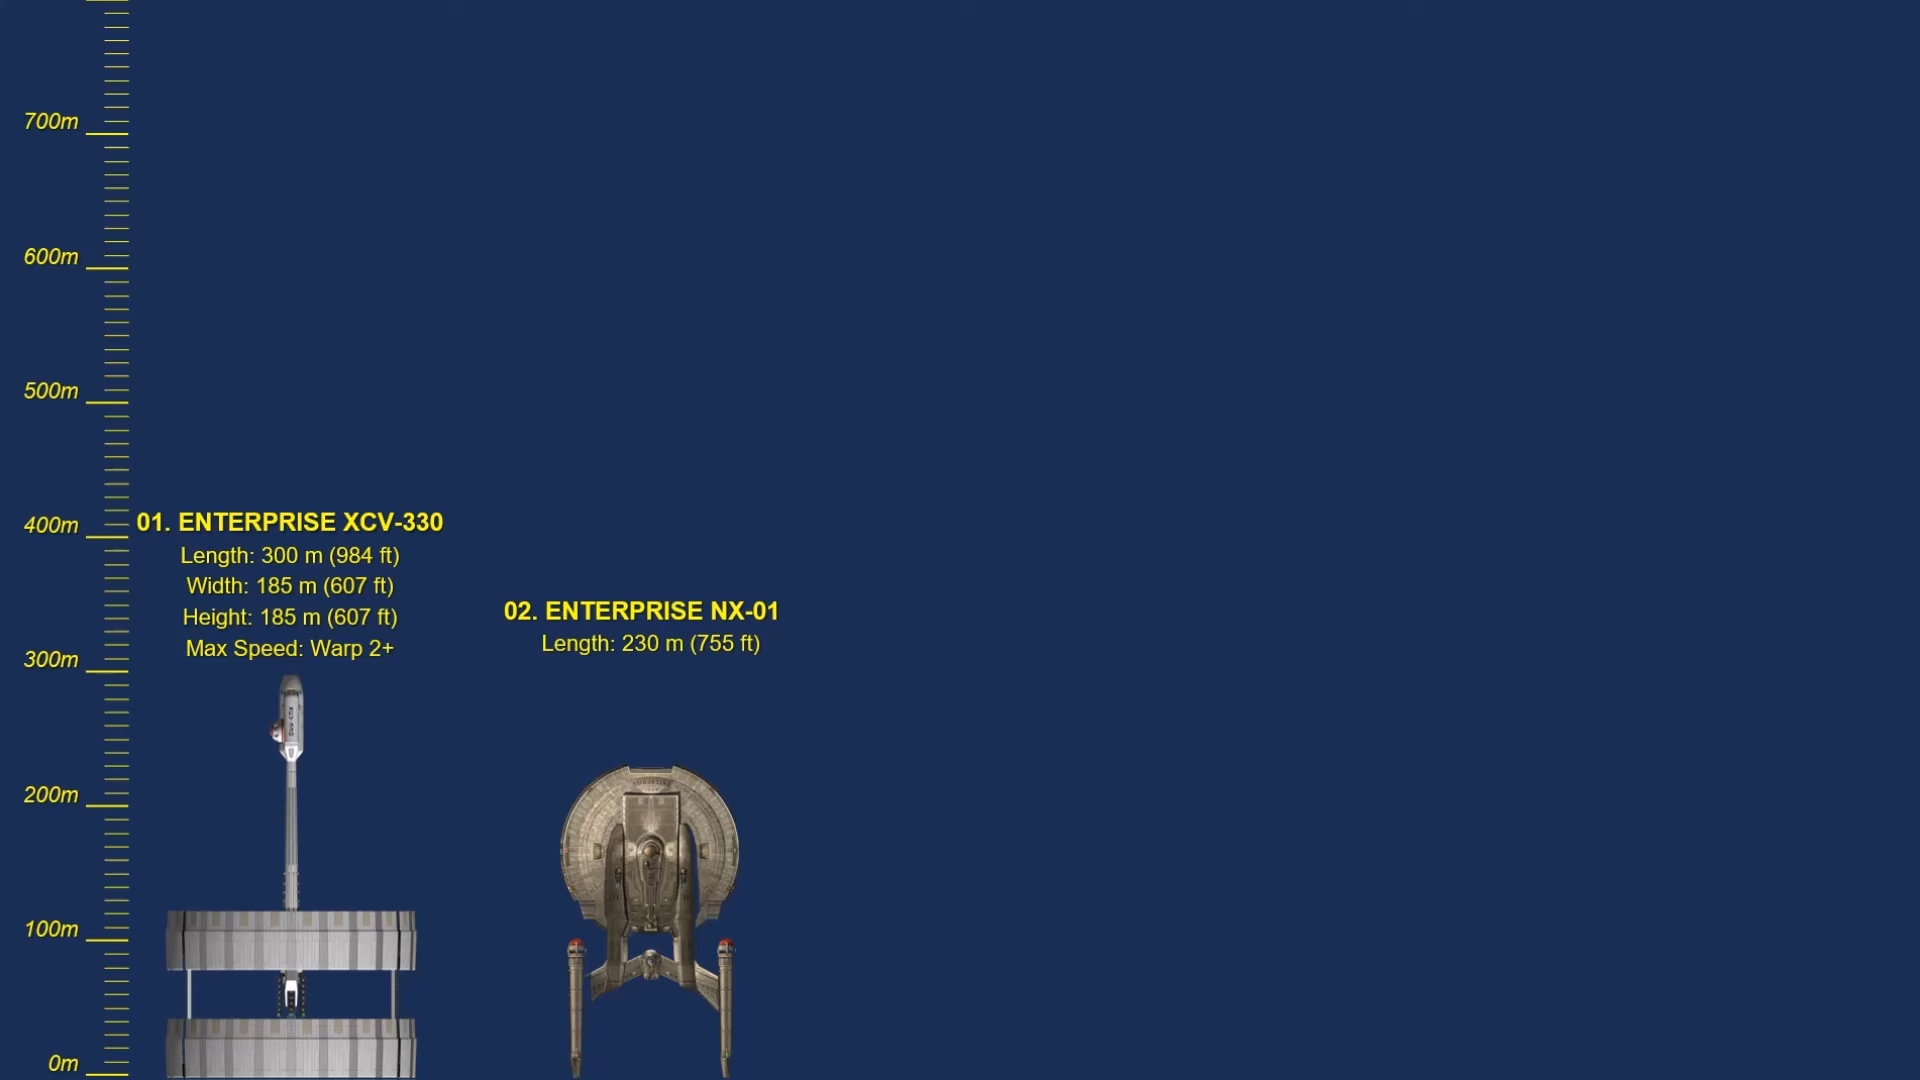 700m
600m
500m
400m
300m
200m
100m
0m
01. ENTERPRISE XCV-330
Length: 300 m (984 ft)
Width: 185 m (607 ft)
Height: 185 m (607 ft)
Max Speed: Warp 2+
02. ENTERPRISE NX-01
Length: 230 m (755 ft)